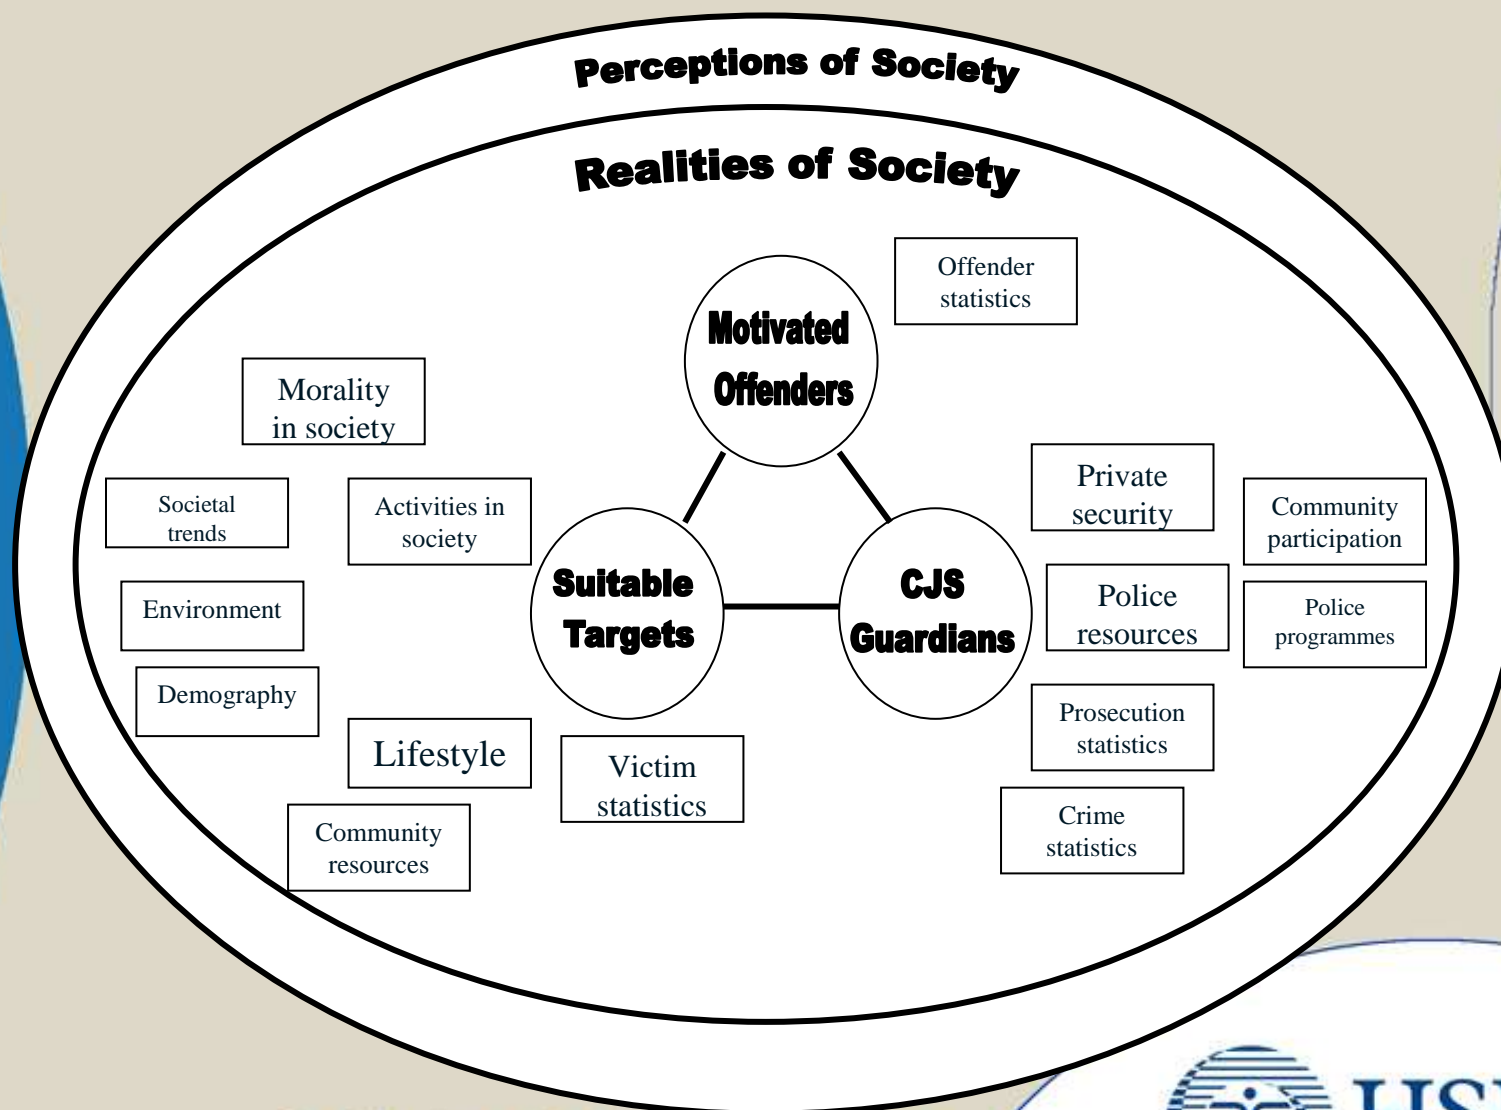 Perceptions of Society
Realities of Society
Offender
statistics
Motivated
Offenders
Morality
in society
Societal
trends
Activities in
society
Private
security
Community
participation
Environment
Suitable
Targets
CJS
Guardians
Police
resources
Police
programmes
Demography
Lifestyle
Victim
statistics
Prosecution
statistics
Community
resources
Crime
statistics